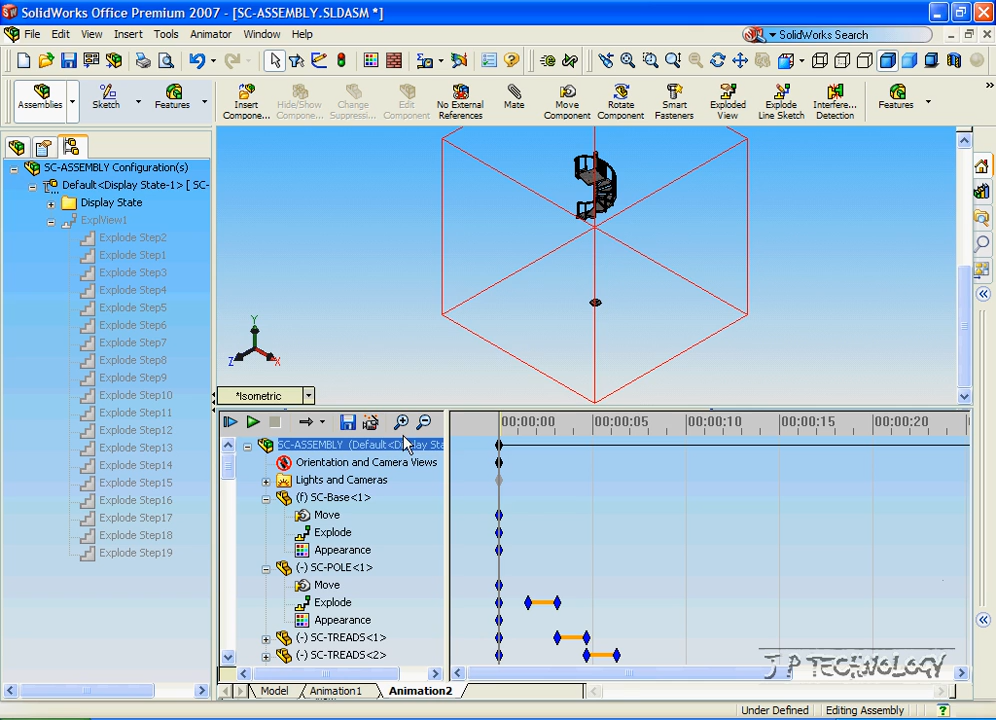 SolidWorks Office Premium 2007 - [SC-ASSEMBLY.SLDASM *]
File Edit View Insert Tools Animator Window Help
SolidWorks Search
Assemblies
Sketch
Features
Insert Compone...
Hide/Show Compone...
Change Suppressi...
Edit Component
No External References
Mate
Move Component
Rotate Component
Smart Fasteners
Exploded View
Explode Line Sketch
Interfere... Detection
Features
SC-ASSEMBLY Configuration(s)
Default<Display State-1> [ SC-
Display State
ExplView1
Explode Step2
Explode Step1
Explode Step3
Explode Step4
Explode Step5
Explode Step6
Explode Step7
Explode Step8
Explode Step9
Explode Step10
Explode Step11
Explode Step12
Explode Step13
Explode Step14
Explode Step15
Explode Step16
Explode Step17
Explode Step18
Explode Step19
Y
Z
X
*Isometric
00:00:00 00:00:05 00:00:10 00:00:15 00:00:20
SC-ASSEMBLY (Default<Display Sta
Orientation and Camera Views
Lights and Cameras
(f) SC-Base<1>
Move
Explode
Appearance
(-) SC-POLE<1>
Move
Explode
Appearance
(-) SC-TREADS<1>
(-) SC-TREADS<2>
J P TECHNOLOGY
Model Animation1 Animation2
Under Defined Editing Assembly